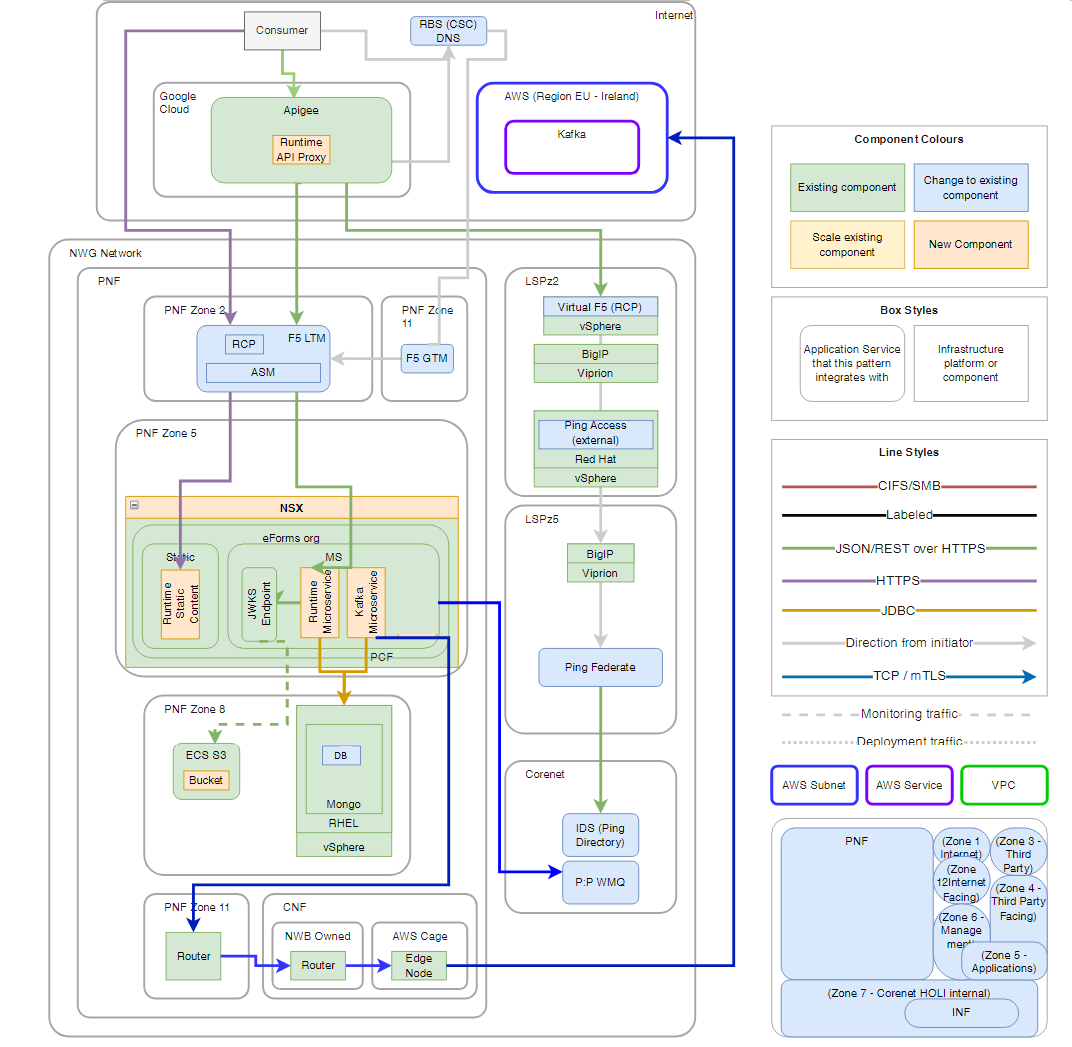 Internet
Consumer
RBS (CSC)
DNS
Google
Cloud
Apigee
Runtime
API Proxy
AWS (Region EU - Ireland)
Kafka
NWG Network
PNF
PNF Zone 2
F5 LTM
RCP
ASM
PNF Zone
11
F5 GTM
PNF Zone 5
NSX
eForms org
Static
Runtime
Static
Content
MS
JWKS
Endpoint
Runtime
Microservice
Kafka
Microservice
PCF
PNF Zone 8
ECS S3
Bucket
DB
Mongo
RHEL
vSphere
PNF Zone 11
Router
CNF
NWB Owned
Router
AWS Cage
Edge
Node
LSPz2
Virtual F5 (RCP)
vSphere
BigIP
Viprion
Ping Access
(external)
Red Hat
vSphere
LSPz5
BigIP
Viprion
Ping Federate
Corenet
IDS (Ping
Directory)
P:P WMQ
Component Colours
Existing component
Change to existing
component
Scale existing
component
New Component
Box Styles
Application Service
that this pattern
integrates with
Infrastructure
platform or
component
Line Styles
CIFS/SMB
Labeled
JSON/REST over HTTPS
HTTPS
JDBC
Direction from initiator
TCP / mTLS
Monitoring traffic
Deployment traffic
AWS Subnet
AWS Service
VPC
PNF
(Zone 1
Internet)
(Zone 3 -
Third
Party)
(Zone
12Internet
Facing)
(Zone 4 -
Third Party
Facing)
(Zone 6 -
Manage
ment)
(Zone 5 -
Applications)
(Zone 7 - Corenet HOLI internal)
INF